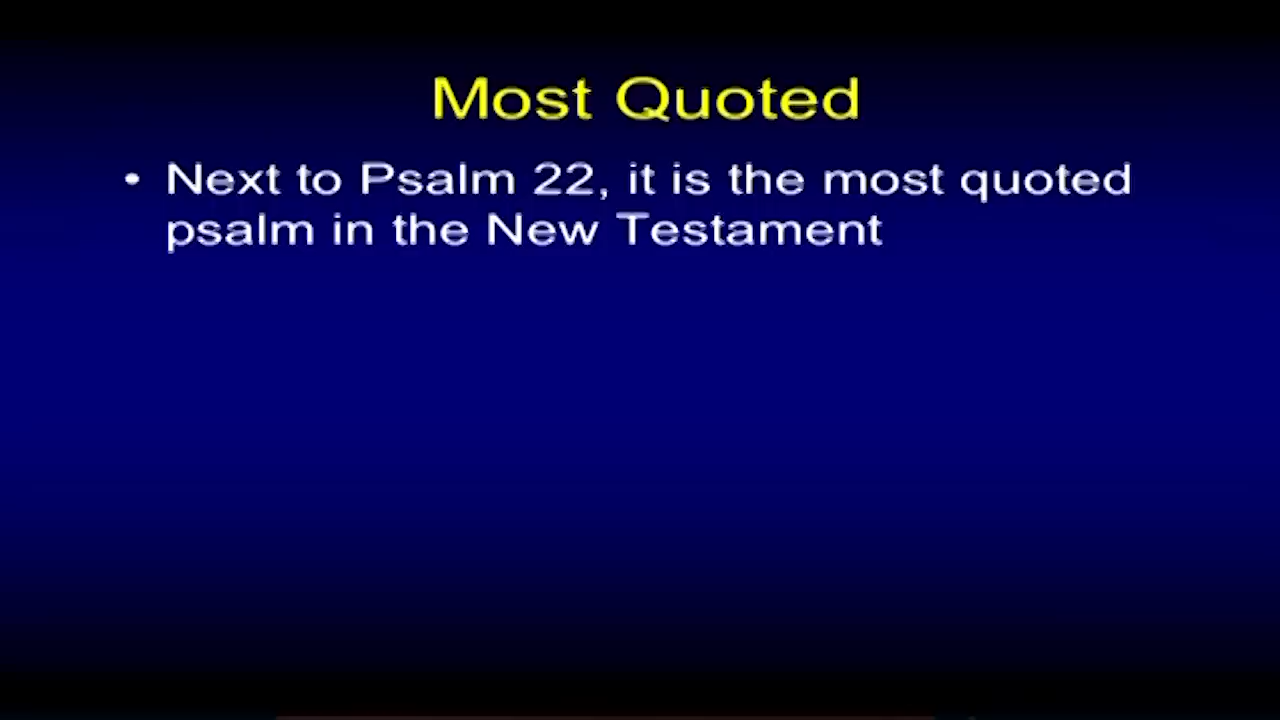 Most Quoted
• Next to Psalm 22, it is the most quoted
psalm in the New Testament